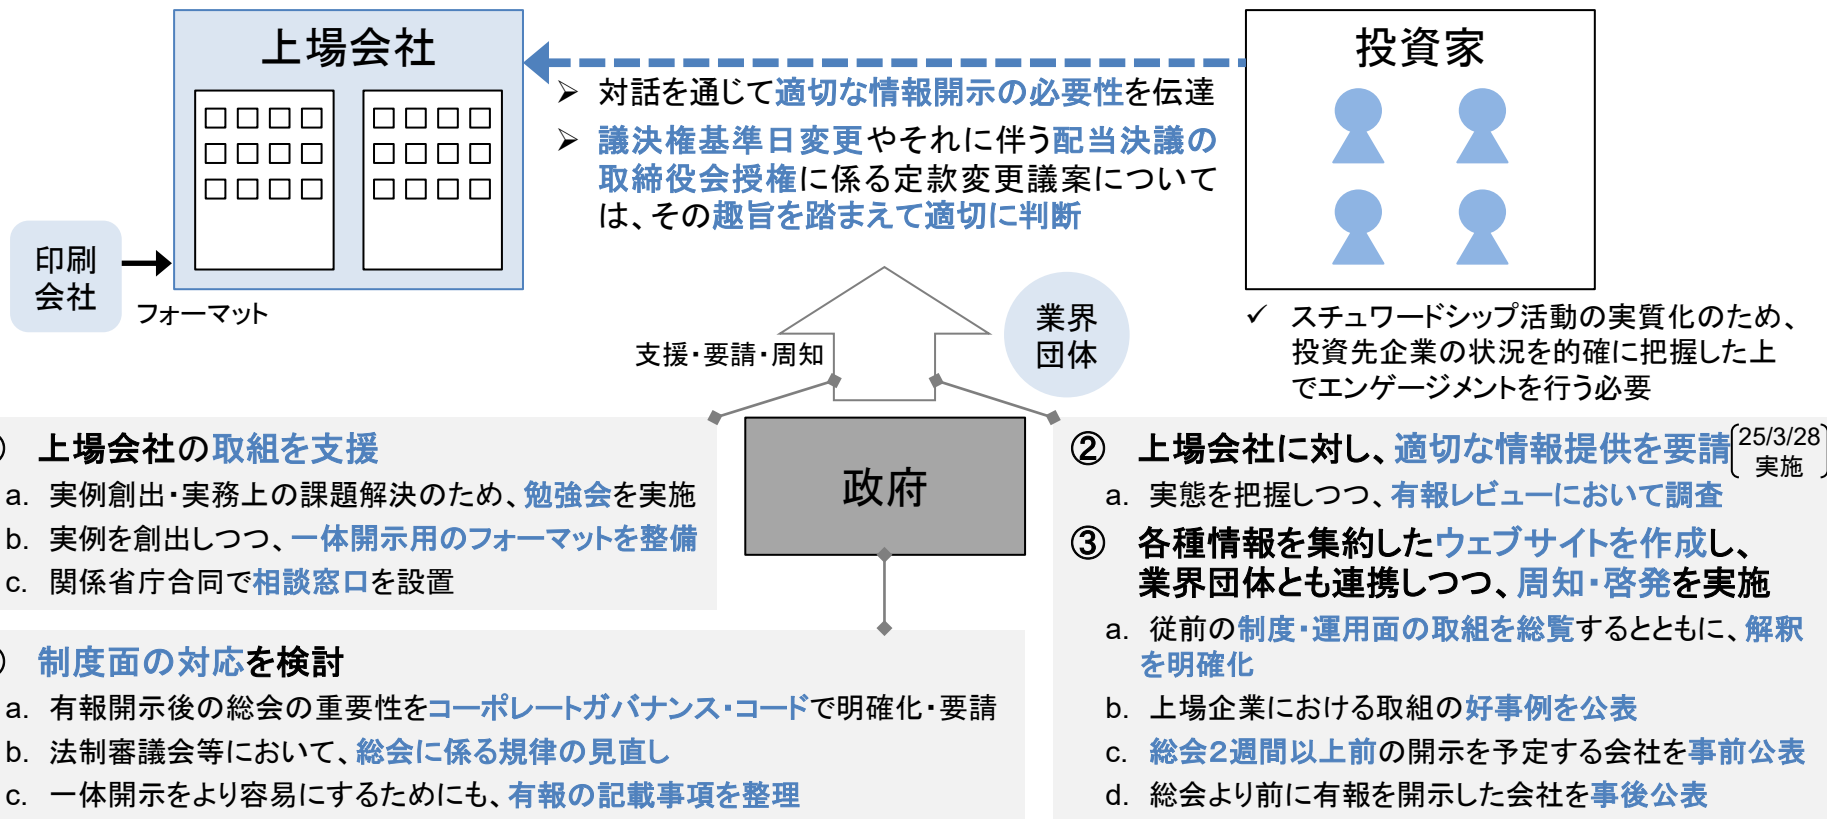 上場会社
投資家
➢ 対話を通じて適切な情報開示の必要性を伝達
➢ 議決権基準日変更やそれに伴う配当決議の
取締役会授権に係る定款変更議案について
は、その趣旨を踏まえて適切に判断
印刷
会社
フォーマット
✓ スチュワードシップ活動の実質化のため、
投資先企業の状況を的確に把握した上
でエンゲージメントを行う必要
支援・要請・周知
業界
団体
政府
上場会社の取組を支援
a. 実例創出・実務上の課題解決のため、勉強会を実施
b. 実例を創出しつつ、一体開示用のフォーマットを整備
c. 関係省庁合同で相談窓口を設置
制度面の対応を検討
a. 有報開示後の総会の重要性をコーポレートガバナンス・コードで明確化・要請
b. 法制審議会等において、総会に係る規律の見直し
c. 一体開示をより容易にするためにも、有報の記載事項を整理
② 上場会社に対し、適切な情報提供を要請
25/3/28
実施
a. 実態を把握しつつ、有報レビューにおいて調査
③ 各種情報を集約したウェブサイトを作成し、
業界団体とも連携しつつ、周知・啓発を実施
a. 従前の制度・運用面の取組を総覧するとともに、解釈
を明確化
b. 上場企業における取組の好事例を公表
c. 総会2週間以上前の開示を予定する会社を事前公表
d. 総会より前に有報を開示した会社を事後公表